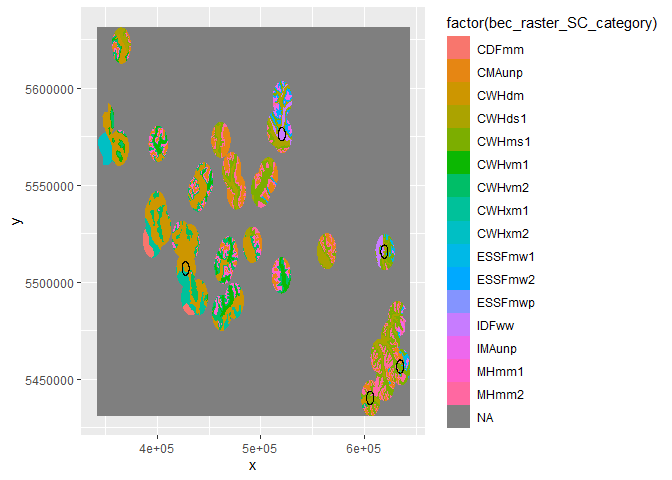 factor(bec_raster_SC_category)
CDFmm
CMAunp
CWHdm
CWHds1
CWHms1
CWHvm1
CWHvm2
CWHxm1
CWHxm2
ESSFmw1
ESSFmw2
ESSFmwp
IDFww
IMAunp
MHmm1
MHmm2
NA
y
5600000
5550000
5500000
5450000
4e+05 5e+05 6e+05
x